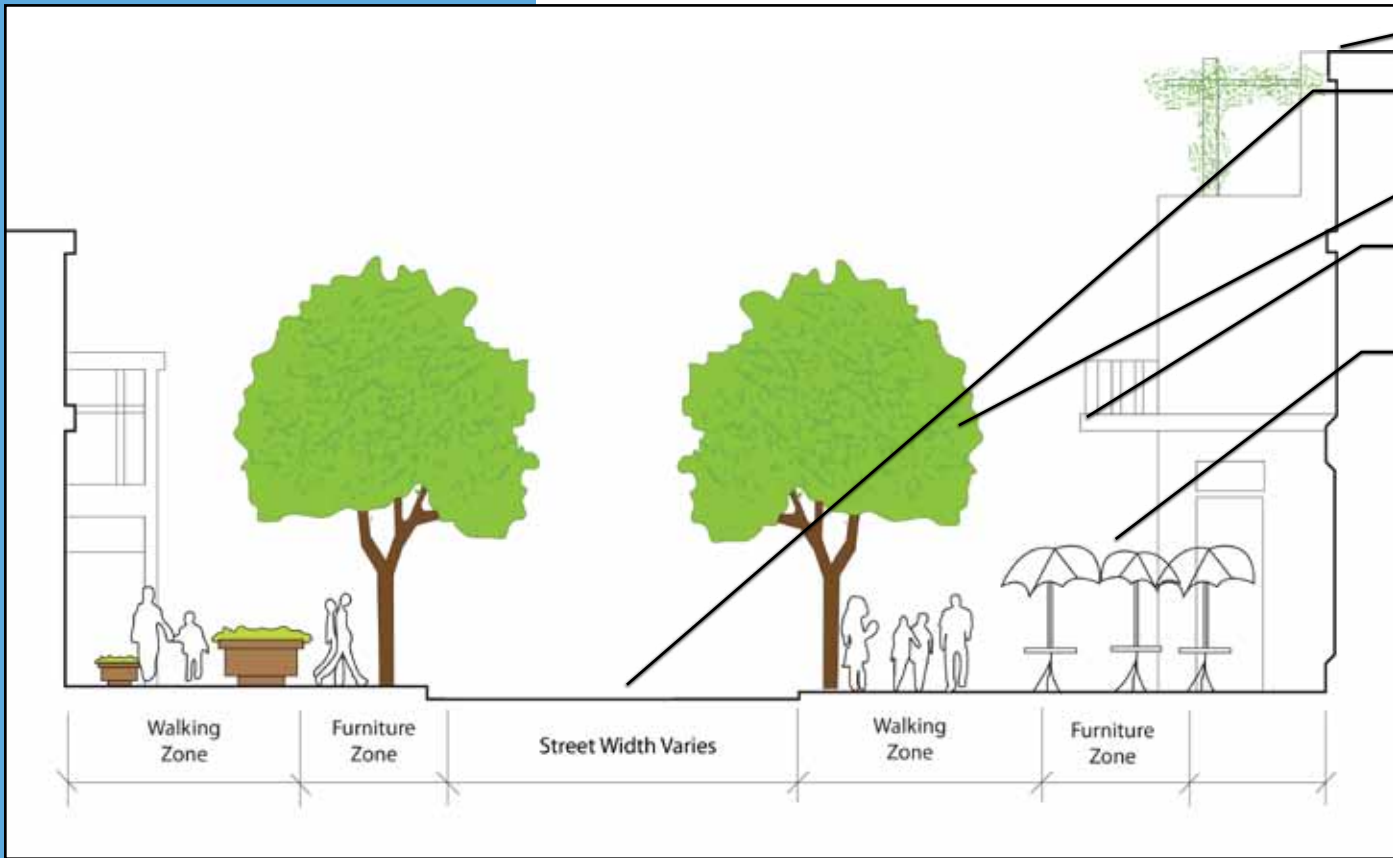 Walking
Zone
Furniture
Zone
Street Width Varies
Walking
Zone
Furniture
Zone